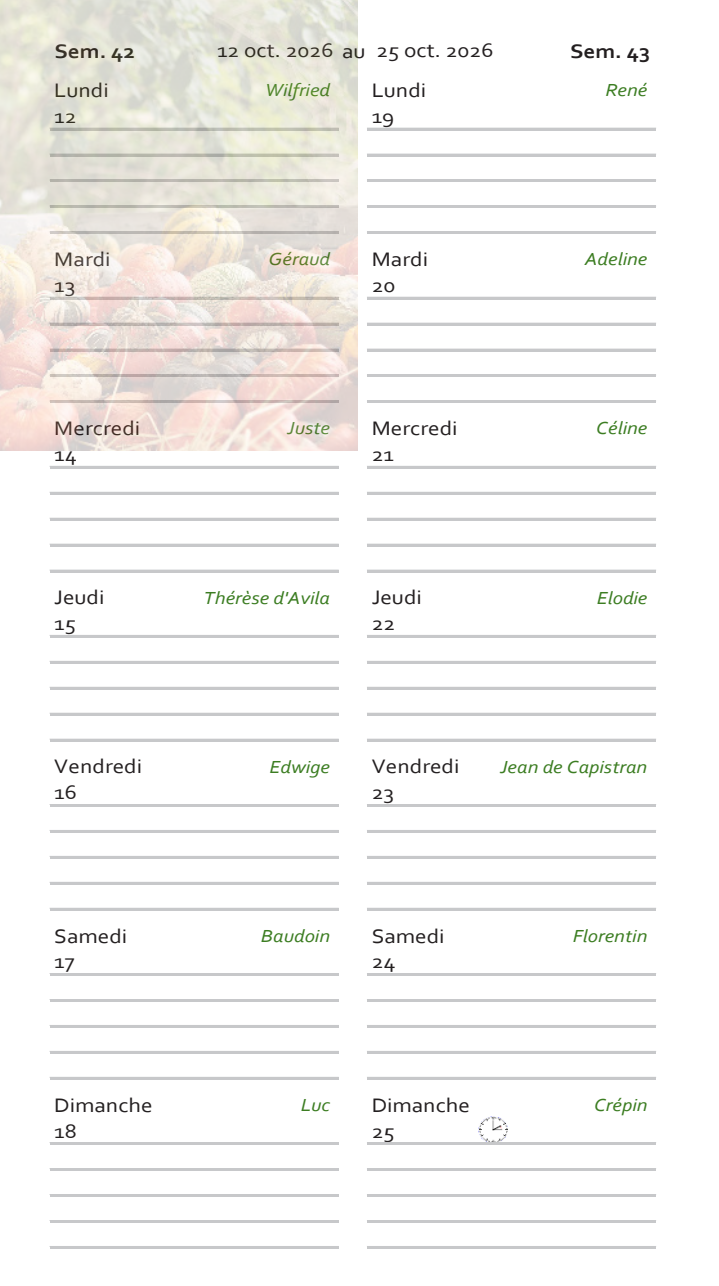 Sem. 42 12 oct. 2026 au 25 oct. 2026 Sem. 43
Lundi Wilfried
12
Mardi Géraud
13
Mercredi Juste
14
Jeudi Thérèse d'Avila
15
Vendredi Edwige
16
Samedi Baudoin
17
Dimanche Luc
18
Lundi René
19
Mardi Adeline
20
Mercredi Céline
21
Jeudi Elodie
22
Vendredi Jean de Capistran
23
Samedi Florentin
24
Dimanche Crépin
25